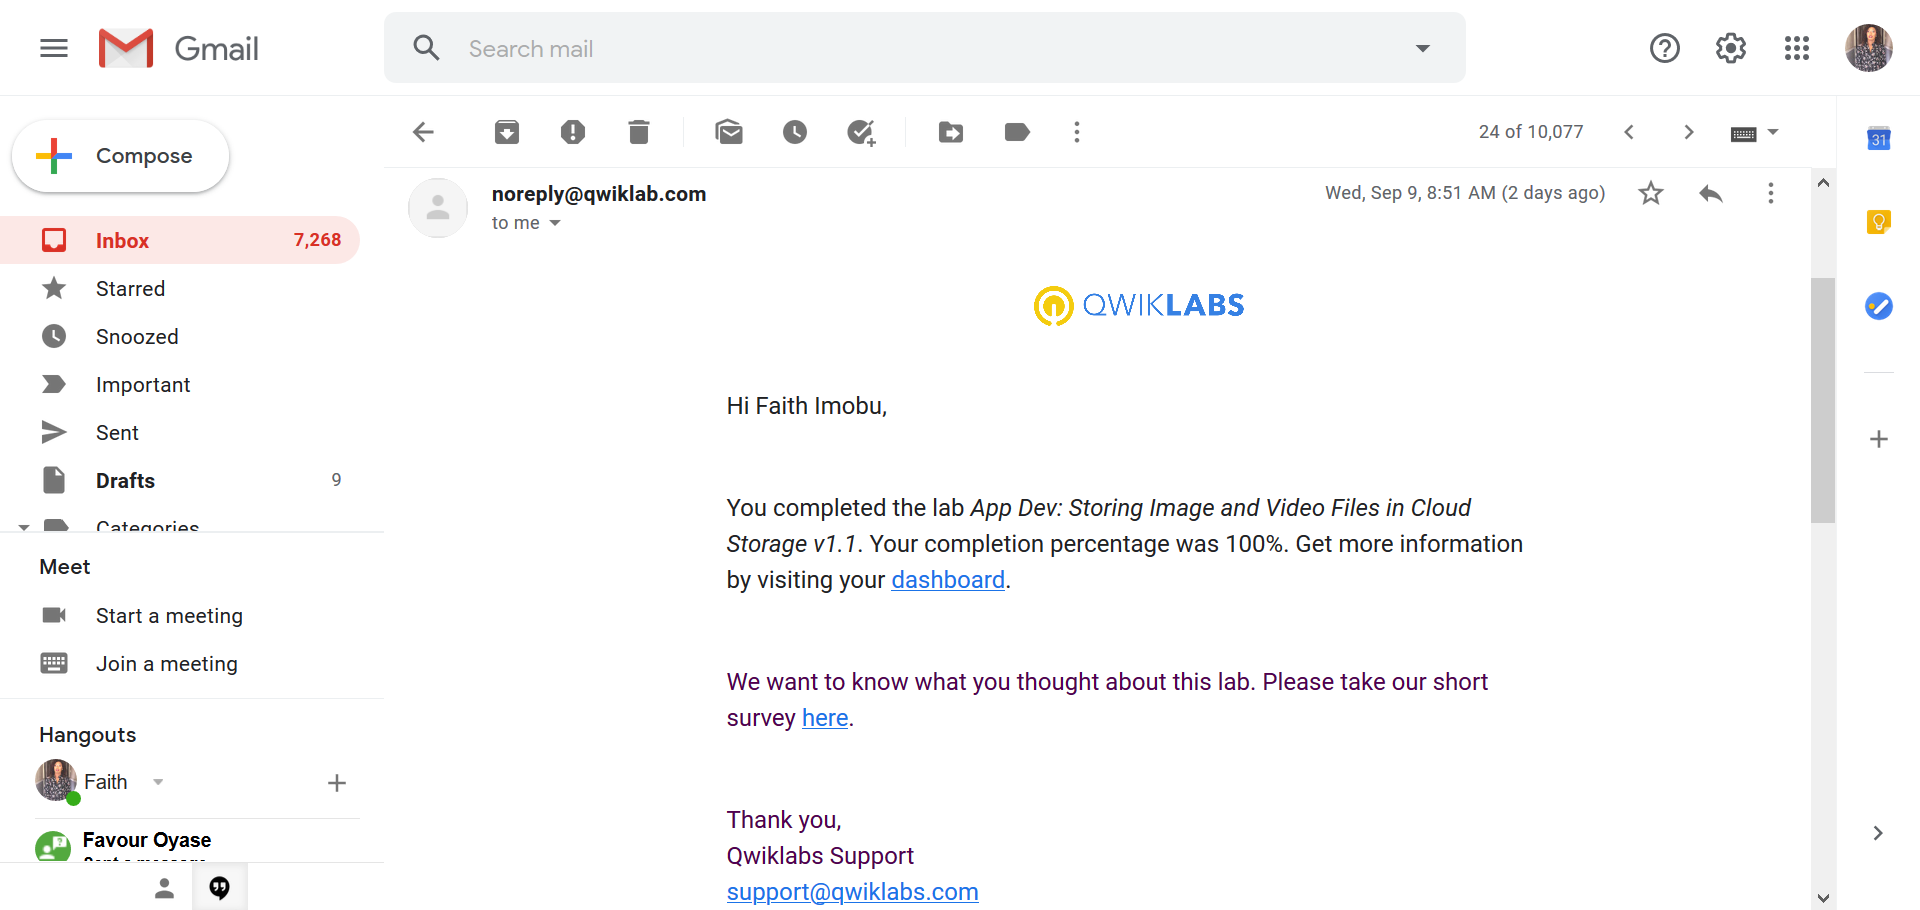 Gmail
Search mail
Compose
24 of 10,077
31
Inbox 7,268
Starred
Snoozed
Important
Sent
Drafts 9
Categories
Meet
Start a meeting
Join a meeting
Hangouts
Faith
Favour Oyase
noreply@qwiklab.com
Wed, Sep 9, 8:51 AM (2 days ago)
to me
QWIKLABS
Hi Faith Imobu,
You completed the lab App Dev: Storing Image and Video Files in Cloud
Storage v1.1. Your completion percentage was 100%. Get more information
by visiting your dashboard.
We want to know what you thought about this lab. Please take our short
survey here.
Thank you,
Qwiklabs Support
support@qwiklabs.com